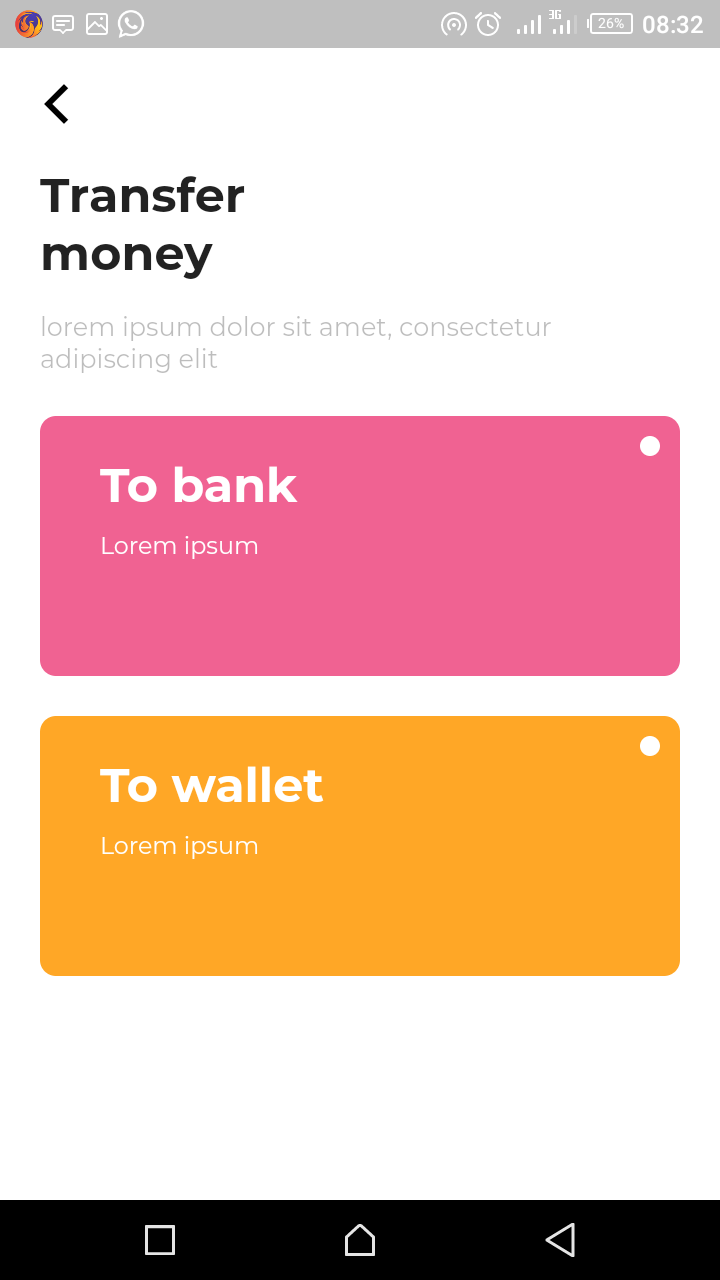 3G 26% 08:32
Transfer
money
lorem ipsum dolor sit amet, consectetur
adipiscing elit
To bank
Lorem ipsum
To wallet
Lorem ipsum